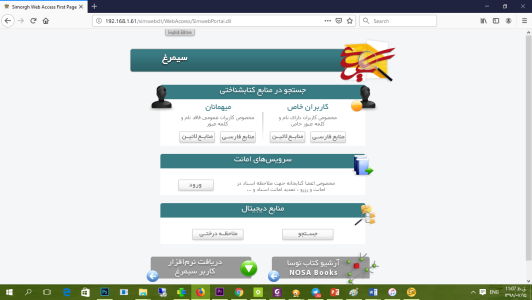 Simorgh Web Access First Page
192.168.1.61/simwebclt/WebAccess/SimWebPortal.dll
Search
سیمرغ
جستجو در منابع کتابشناختی
کاربران خاص
میهمانان
مخصوص کاربران دارای نام و کلمه عبور خاص
مخصوص کاربران عمومی فاقد نام و کلمه عبور
منابع فارسی
منابع لاتین
منابع فارسی
منابع لاتین
سرویس‌های امانت
مخصوص اعضا کتابخانه جهت ملاحظه اسناد در
امانت و رزرو ، تمدید امانت اسناد و ...
ورود
منابع دیجیتال
جستجو
ملاحظه درختی
آرشیو کتاب نوسا
NOSA Books
دریافت نرم‌افزار
کاربر سیمرغ
ENG